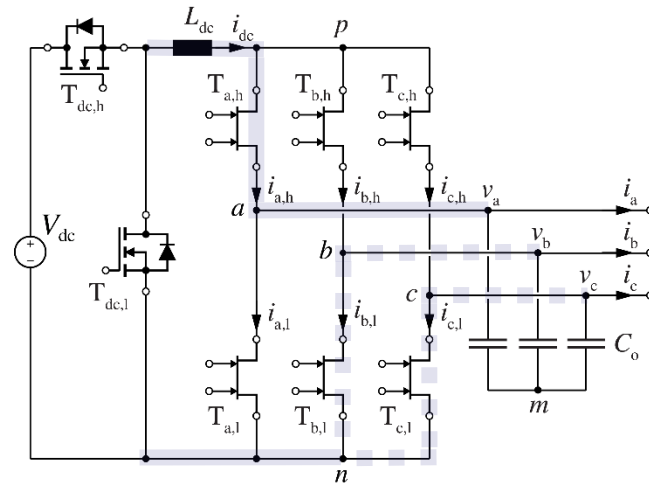 L_dc
i_dc
p
T_dc,h
T_a,h
T_b,h
T_c,h
i_a,h
i_b,h
i_c,h
v_a
i_a
a
V_dc
+
−
b
v_b
i_b
T_dc,l
c
v_c
i_c
i_a,l
i_b,l
i_c,l
C_o
T_a,l
T_b,l
T_c,l
m
n